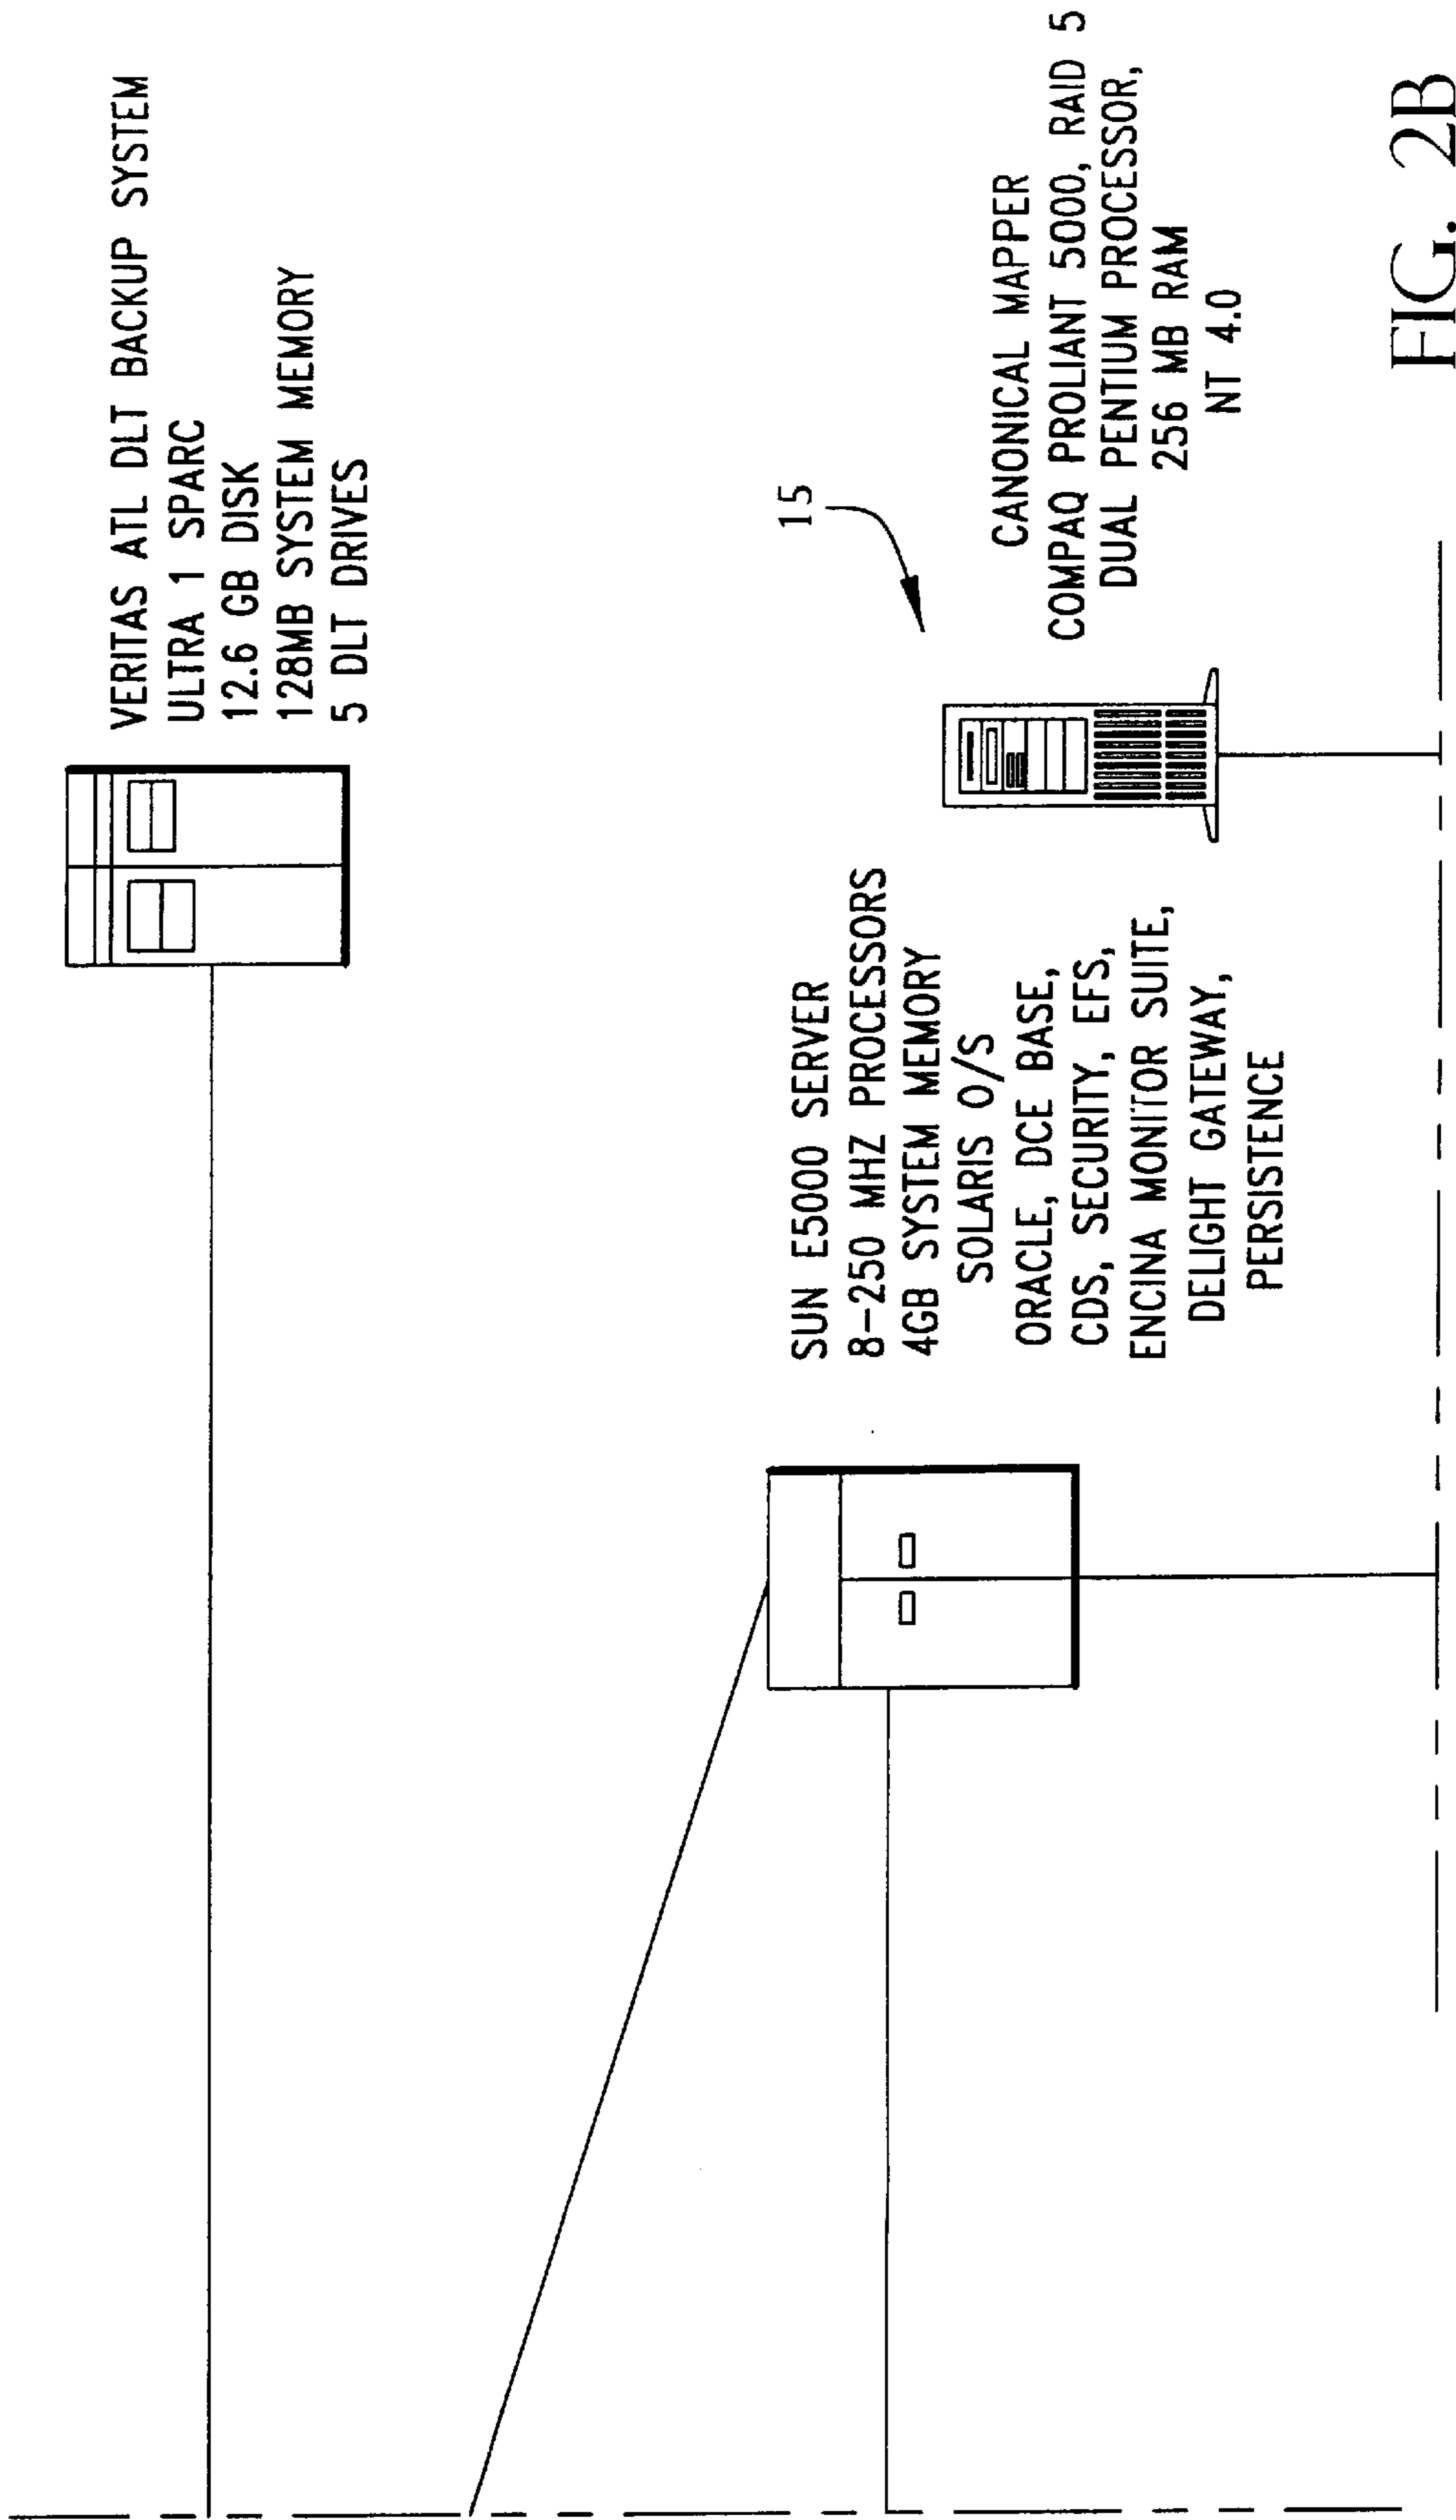 VERITAS ATL DLT BACKUP SYSTEM
ULTRA 1 SPARC
12.6 GB DISK
128MB SYSTEM MEMORY
5 DLT DRIVES
SUN E5000 SERVER
8-250 MHZ PROCESSORS
4GB SYSTEM MEMORY
SOLARIS O/S
ORACLE, DCE BASE,
CDS, SECURITY, EFS,
ENCINA MONITOR SUITE,
DELIGHT GATEWAY,
PERSISTENCE
15
CANONICAL MAPPER
COMPAQ PROLIANT 5000, RAID 5
DUAL PENTIUM PROCESSOR,
256 MB RAM
NT 4.0
FIG. 2B